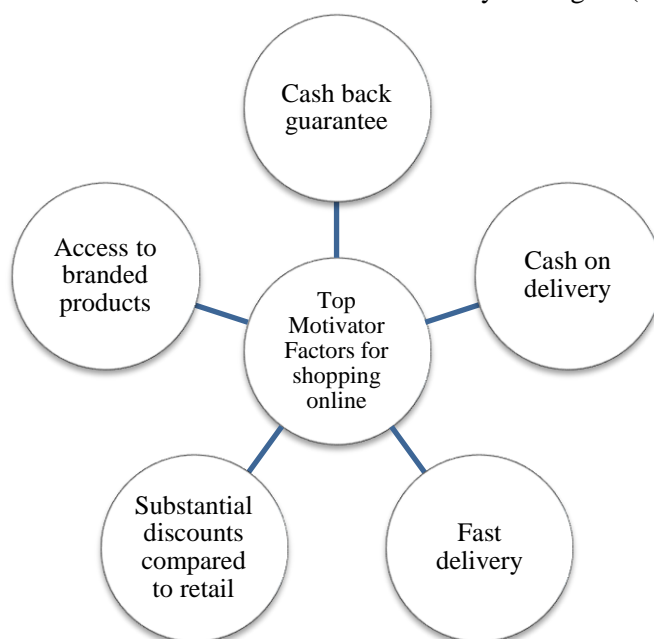 Cash back
guarantee
Access to
branded
products
Cash on
delivery
Top
Motivator
Factors for
shopping
online
Substantial
discounts
compared
to retail
Fast
delivery